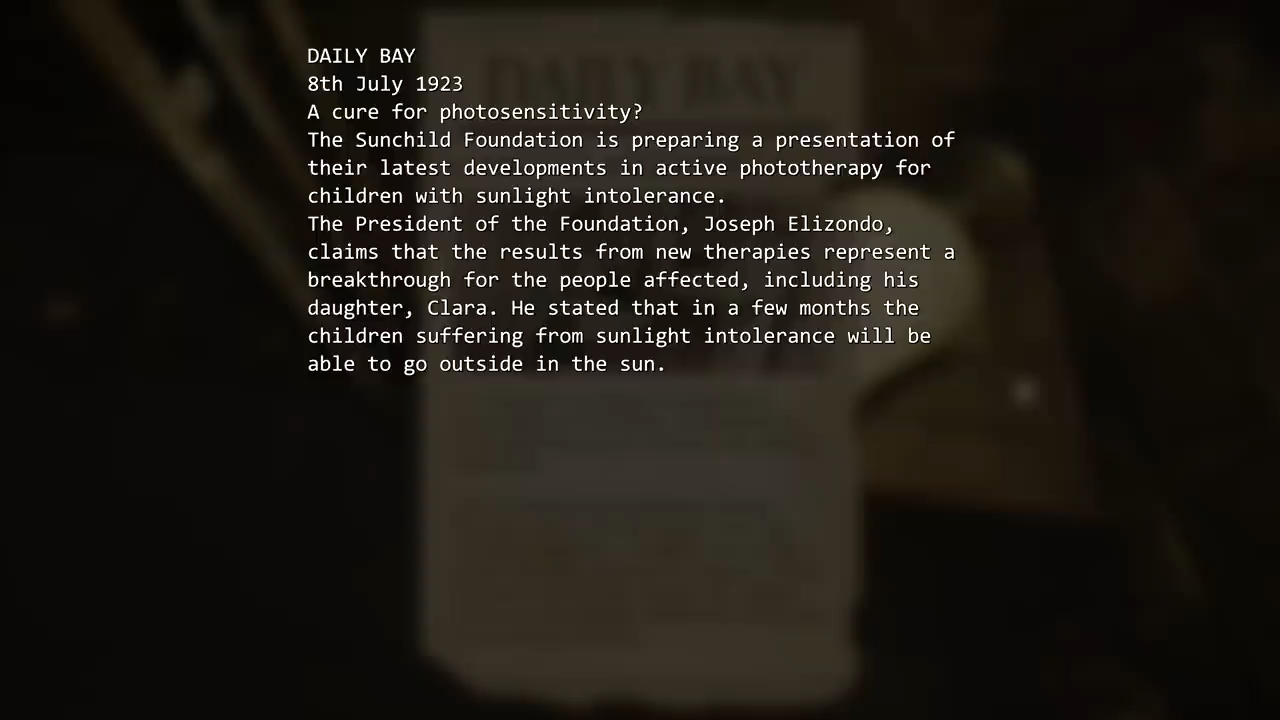 DAILY BAY
8th July 1923
A cure for photosensitivity?
The Sunchild Foundation is preparing a presentation of
their latest developments in active phototherapy for
children with sunlight intolerance.
The President of the Foundation, Joseph Elizondo,
claims that the results from new therapies represent a
breakthrough for the people affected, including his
daughter, Clara. He stated that in a few months the
children suffering from sunlight intolerance will be
able to go outside in the sun.
DAILY BAY